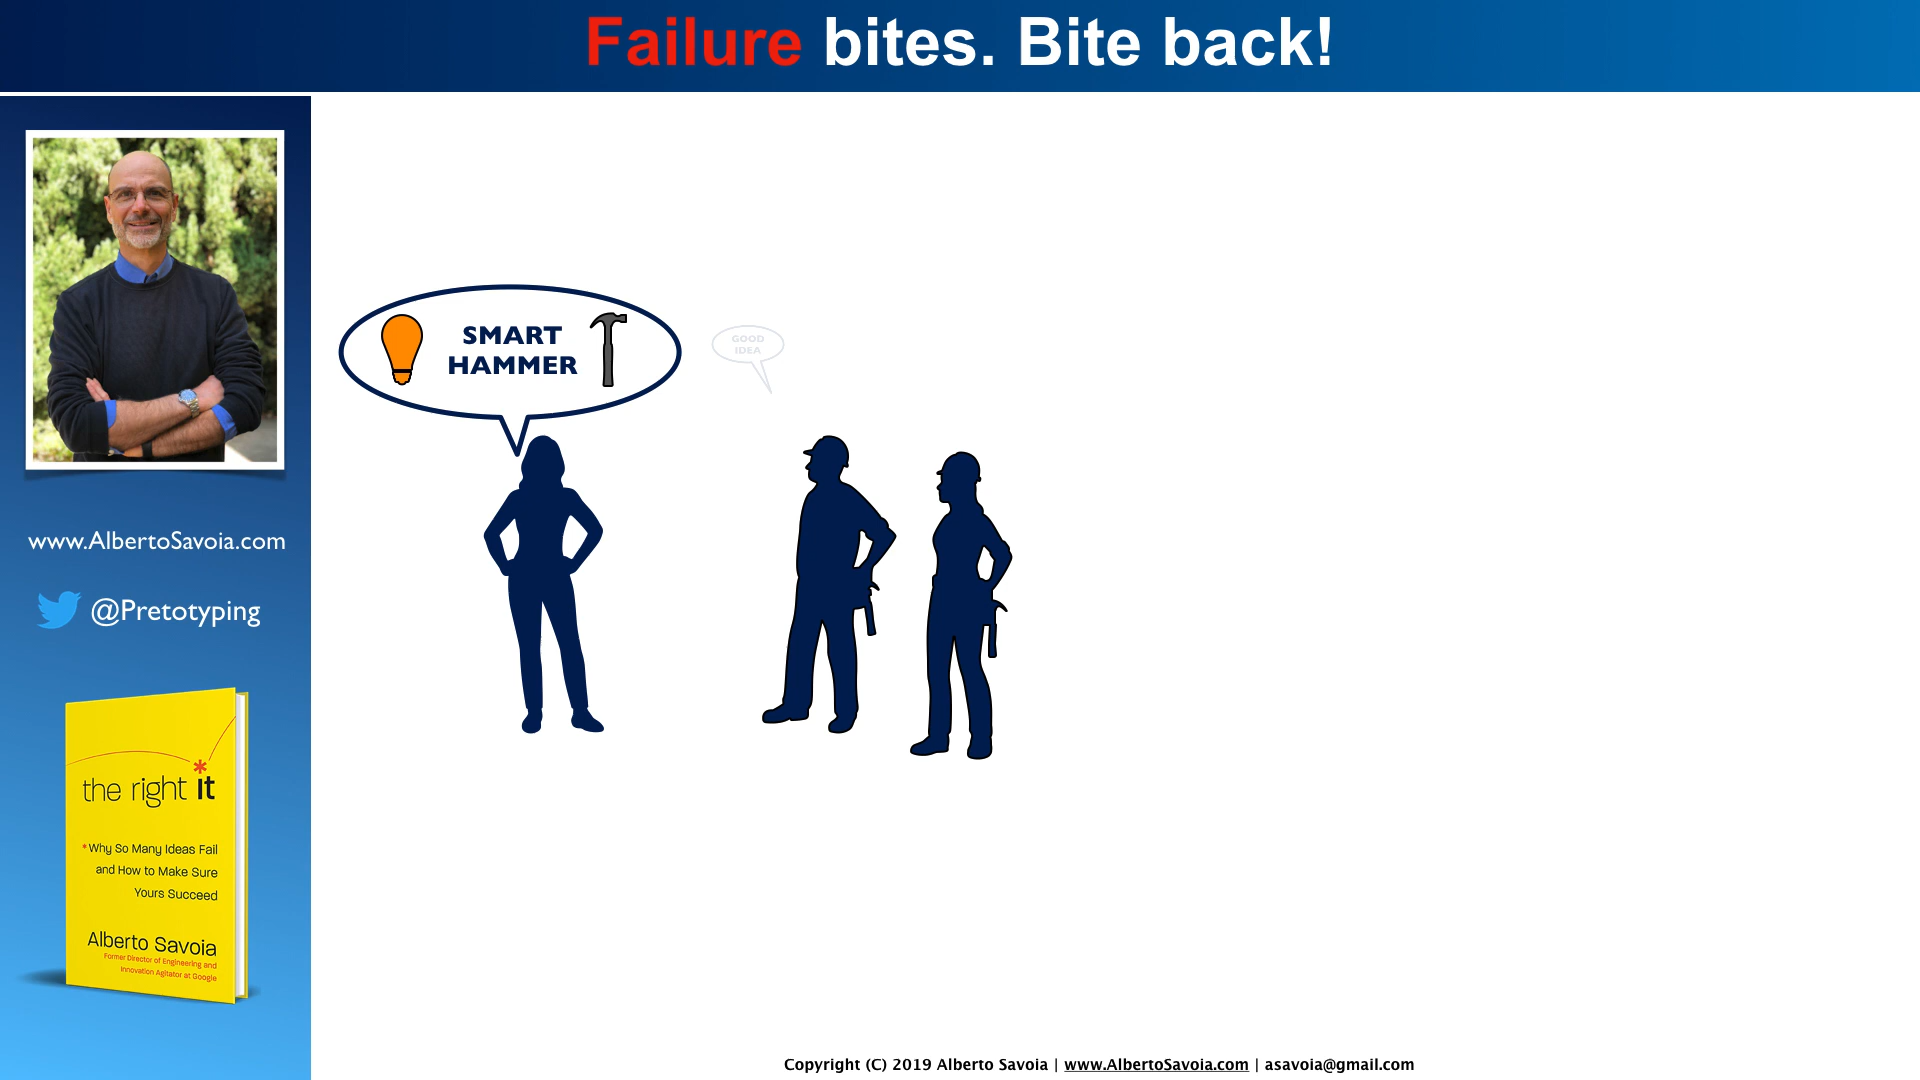 Failure bites. Bite back!
www.AlbertoSavoia.com
@Pretotyping
the right it
*Why So Many Ideas Fail
and How to Make Sure
Yours Succeed
Alberto Savoia
Former Director of Engineering and
Innovation Agitator at Google
SMART
HAMMER
GOOD
IDEA
Copyright (C) 2019 Alberto Savoia | www.AlbertoSavoia.com | asavoia@gmail.com